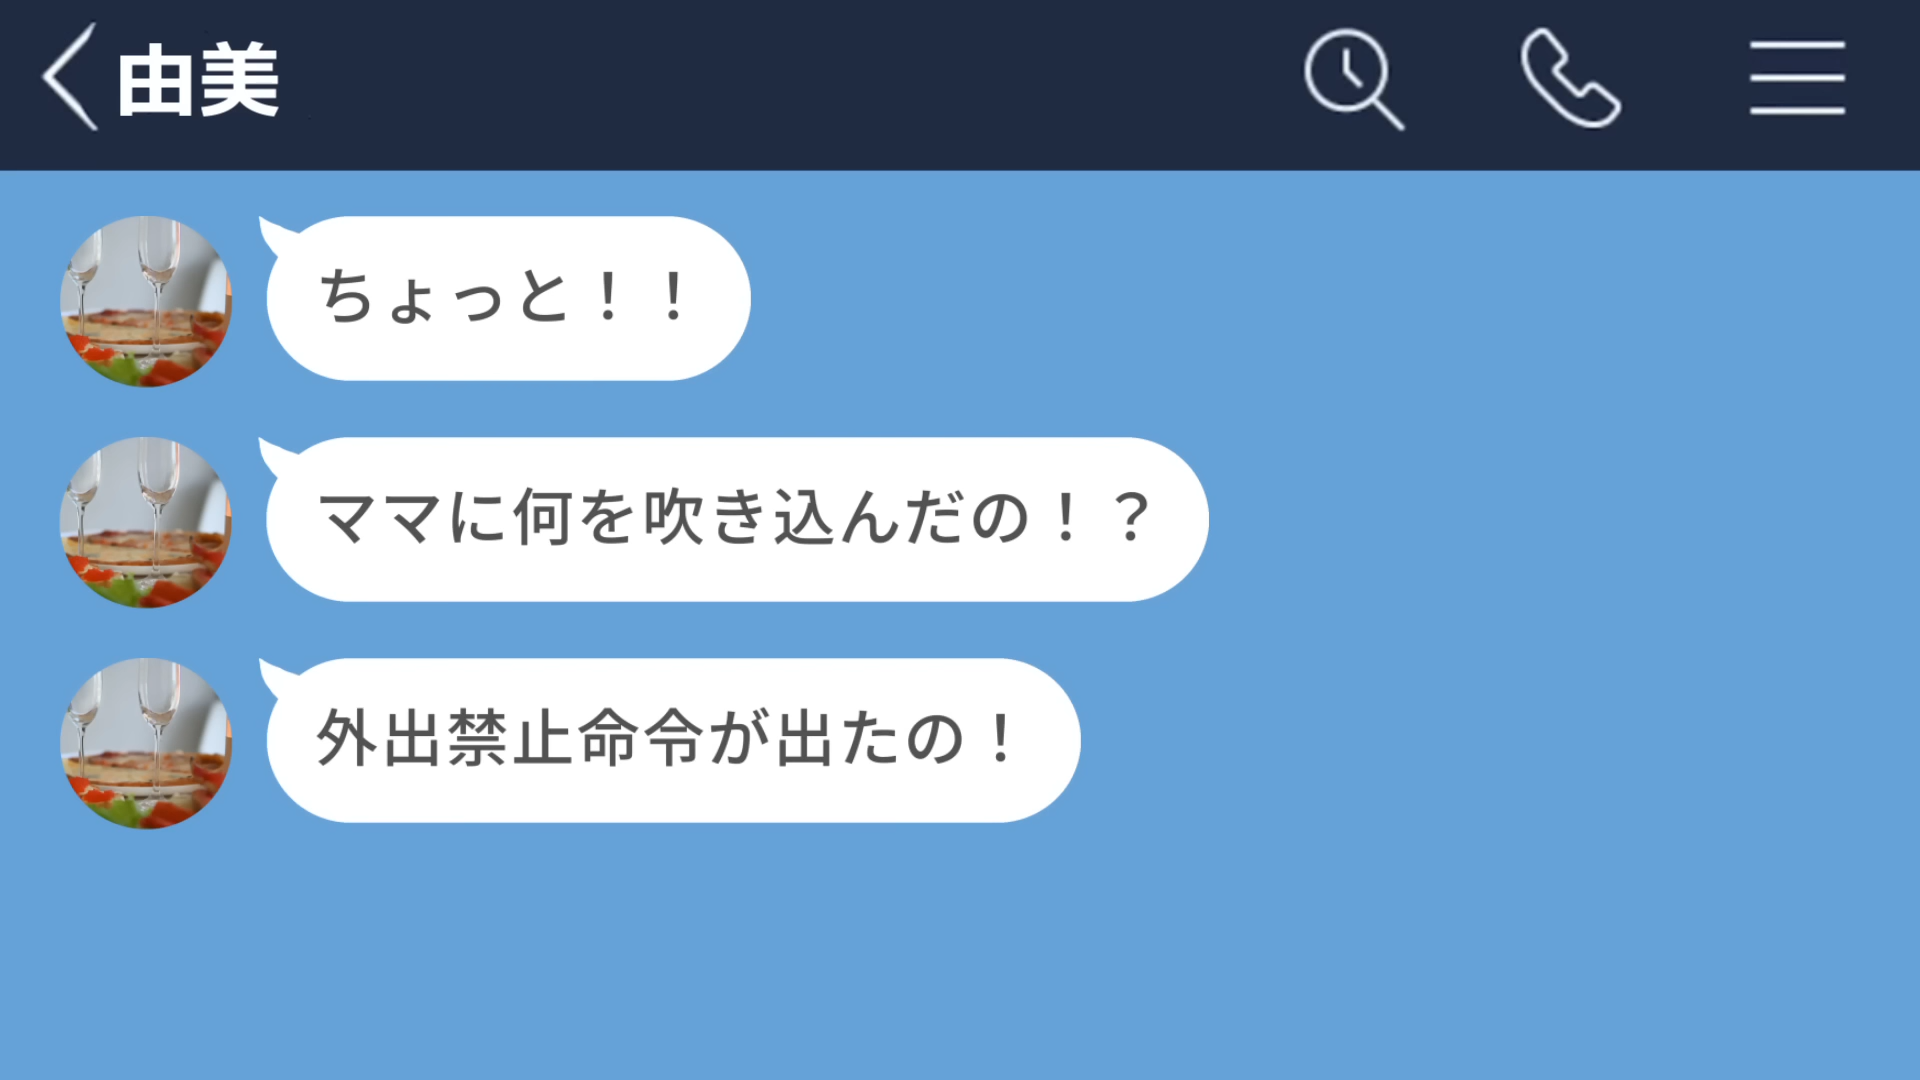 由美
ちょっと！！
ママに何を吹き込んだの！？
外出禁止命令が出たの！